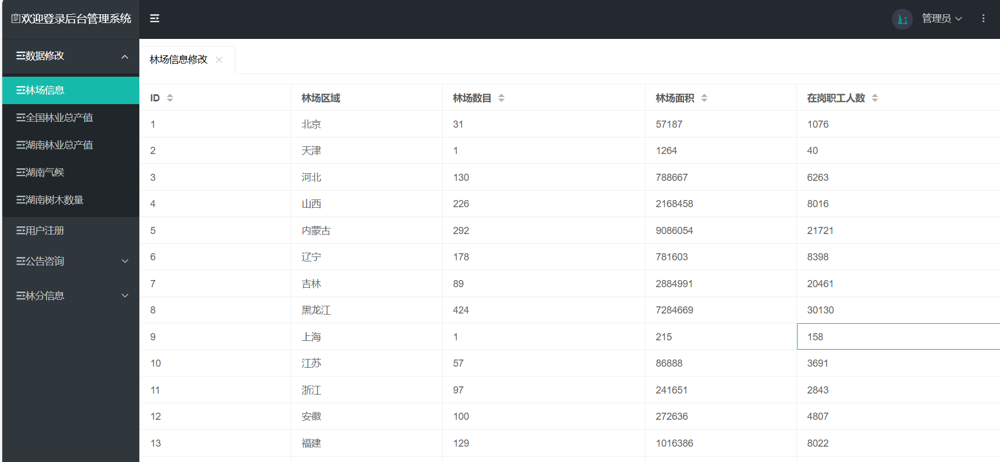 欢迎登录后台管理系统
管理员
数据修改
林场信息
全国林业总产值
湖南林业总产值
湖南气候
湖南树木数量
用户注册
公告咨询
林分信息
林场信息修改
ID 林场区域 林场数目 林场面积 在岗职工人数
1 北京 31 57187 1076
2 天津 1 1264 40
3 河北 130 788667 6263
4 山西 226 2168458 8016
5 内蒙古 292 9086054 21721
6 辽宁 178 781603 8398
7 吉林 89 2884991 20461
8 黑龙江 424 7284669 30130
9 上海 1 215 158
10 江苏 57 86888 3691
11 浙江 97 241651 2843
12 安徽 100 272636 4807
13 福建 129 1016386 8022